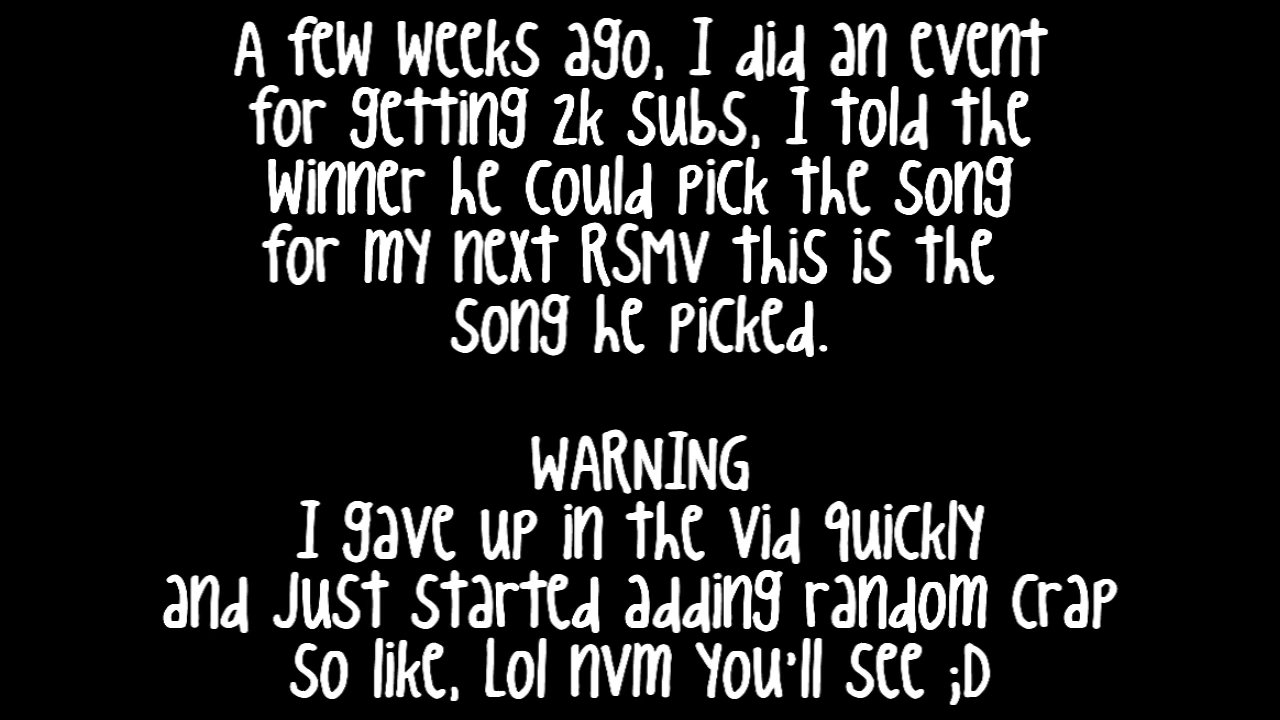 A few weeks ago, I did an event
for getting 2k subs, I told the
winner he could pick the song
for my next RSMV this is the
song he picked.
WARNING
I gave up in the vid quickly
and Just started adding random crap
so like, Lol nvm You'll see ;D